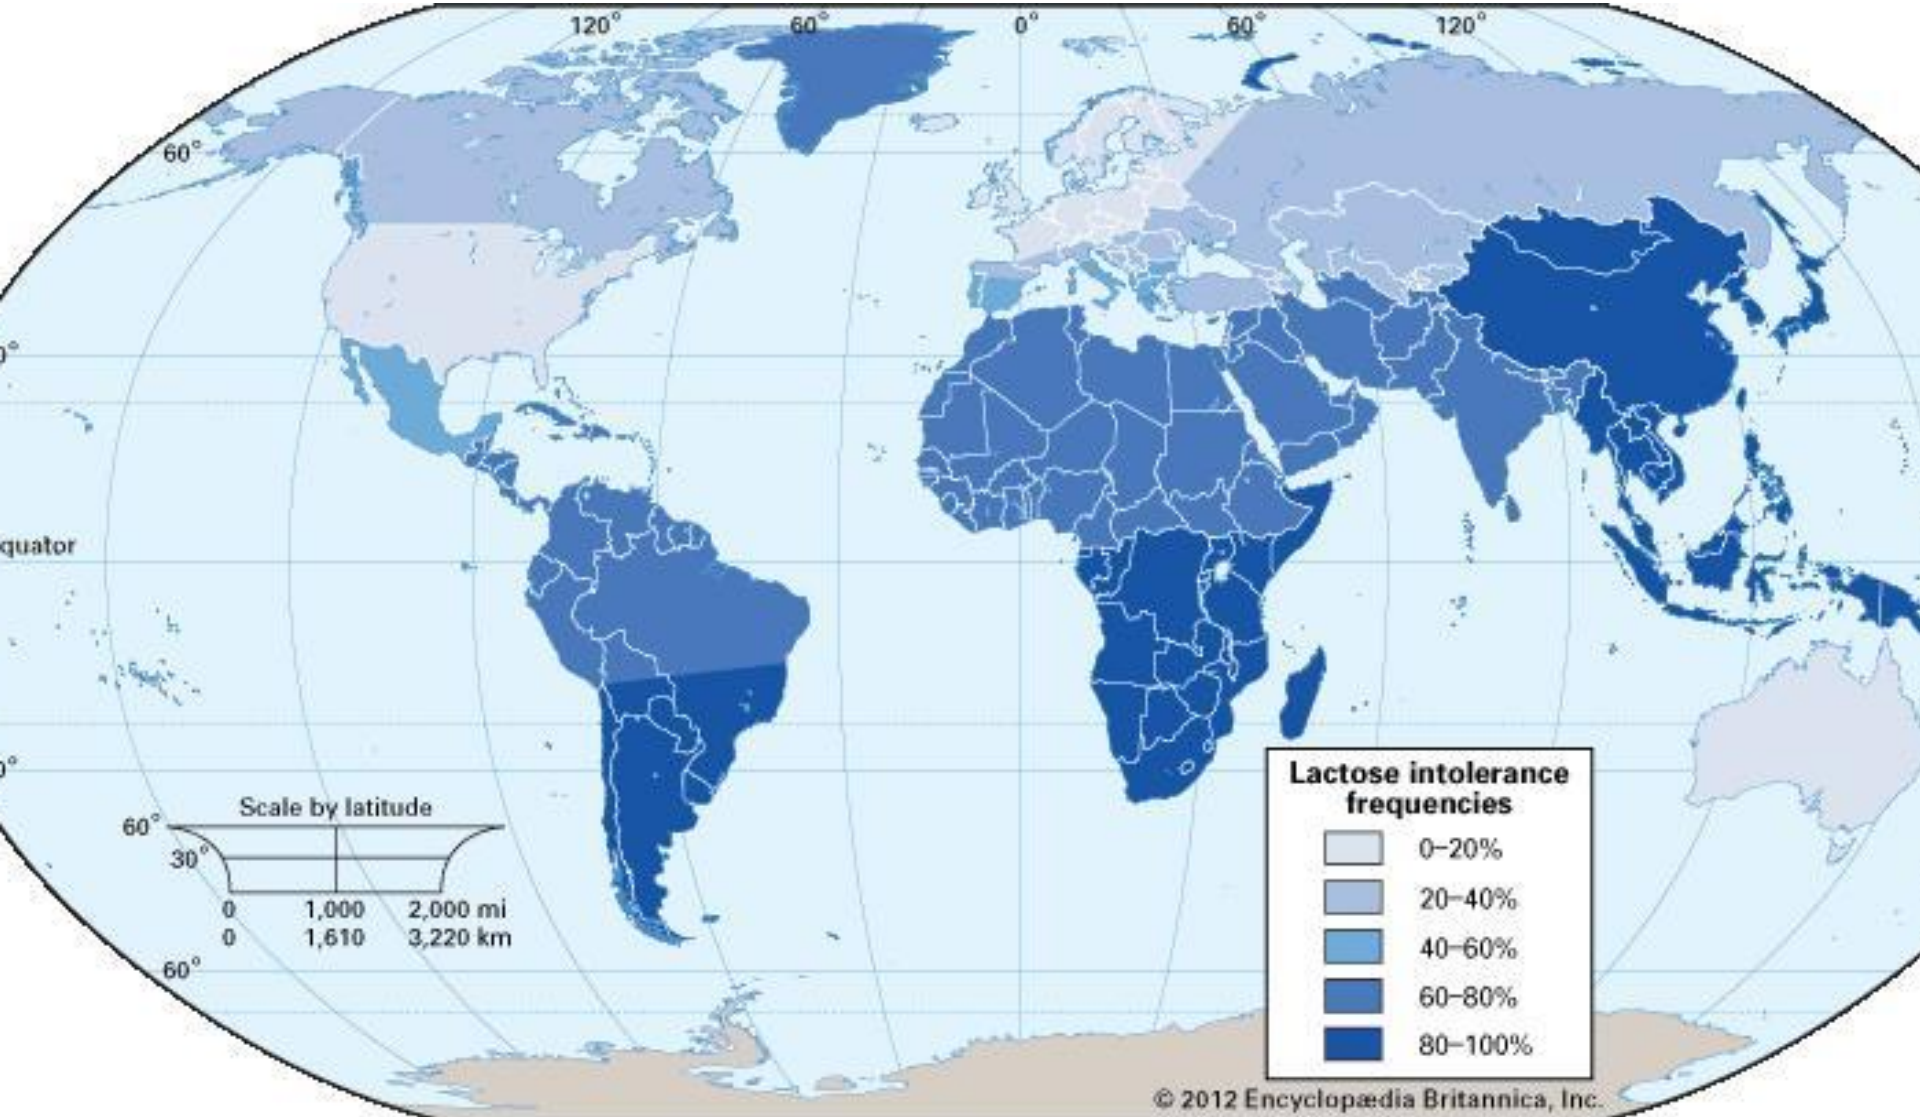 120° 60° 0° 60° 120°
60°
0°
quator
0°
Scale by latitude
60°
30°
0 1,000 2,000 mi
0 1,610 3,220 km
60°
Lactose intolerance
frequencies
0–20%
20–40%
40–60%
60–80%
80–100%
© 2012 Encyclopædia Britannica, Inc.